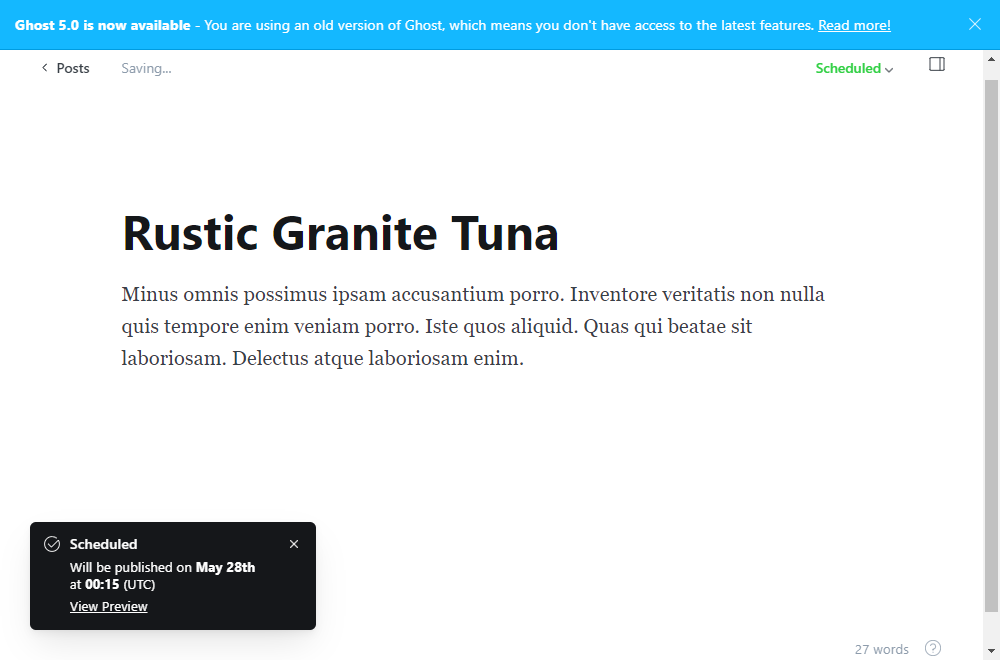 Ghost 5.0 is now available - You are using an old version of Ghost, which means you don't have access to the latest features. Read more!
Posts
Saving...
Scheduled
Rustic Granite Tuna
Minus omnis possimus ipsam accusantium porro. Inventore veritatis non nulla
quis tempore enim veniam porro. Iste quos aliquid. Quas qui beatae sit
laboriosam. Delectus atque laboriosam enim.
Scheduled
Will be published on May 28th
at 00:15 (UTC)
View Preview
27 words
?